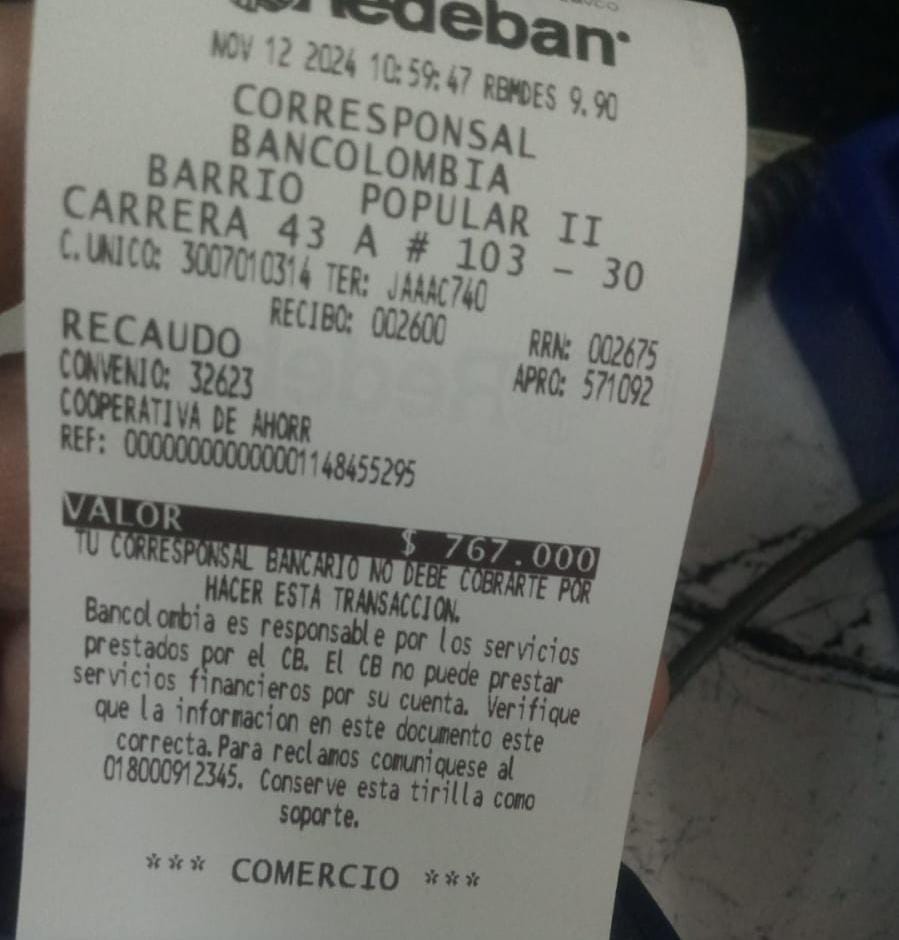 Redeban
NOV 12 2024 10:59:47 RBMDES 9.90
CORRESPONSAL
BANCOLOMBIA
BARRIO POPULAR II
CARRERA 43 A # 103 - 30
C.UNICO: 3007010314 TER: JAAAC740
RECIBO: 002600 RRN: 002675
RECAUDO APRO: 571092
CONVENIO: 32623
COOPERATIVA DE AHORR
REF: 00000000000001148455295
VALOR $ 767.000
TU CORRESPONSAL BANCARIO NO DEBE COBRARTE POR
HACER ESTA TRANSACCION.
Bancolombia es responsable por los servicios
prestados por el CB. El CB no puede prestar
servicios financieros por su cuenta. Verifique
que la informacion en este documento este
correcta.Para reclamos comuniquese al
018000912345. Conserve esta tirilla como
soporte.
*** COMERCIO ***